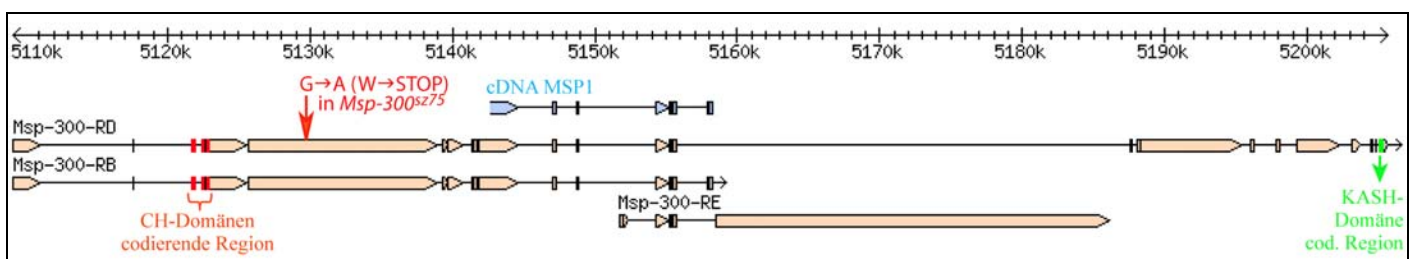 5110k 5120k 5130k 5140k 5150k 5160k 5170k 5180k 5190k 5200k
G→A (W→STOP)
in Msp-300sz75
cDNA MSP1
Msp-300-RD
Msp-300-RB
Msp-300-RE
CH-Domänen
codierende Region
KASH-
Domäne
cod. Region